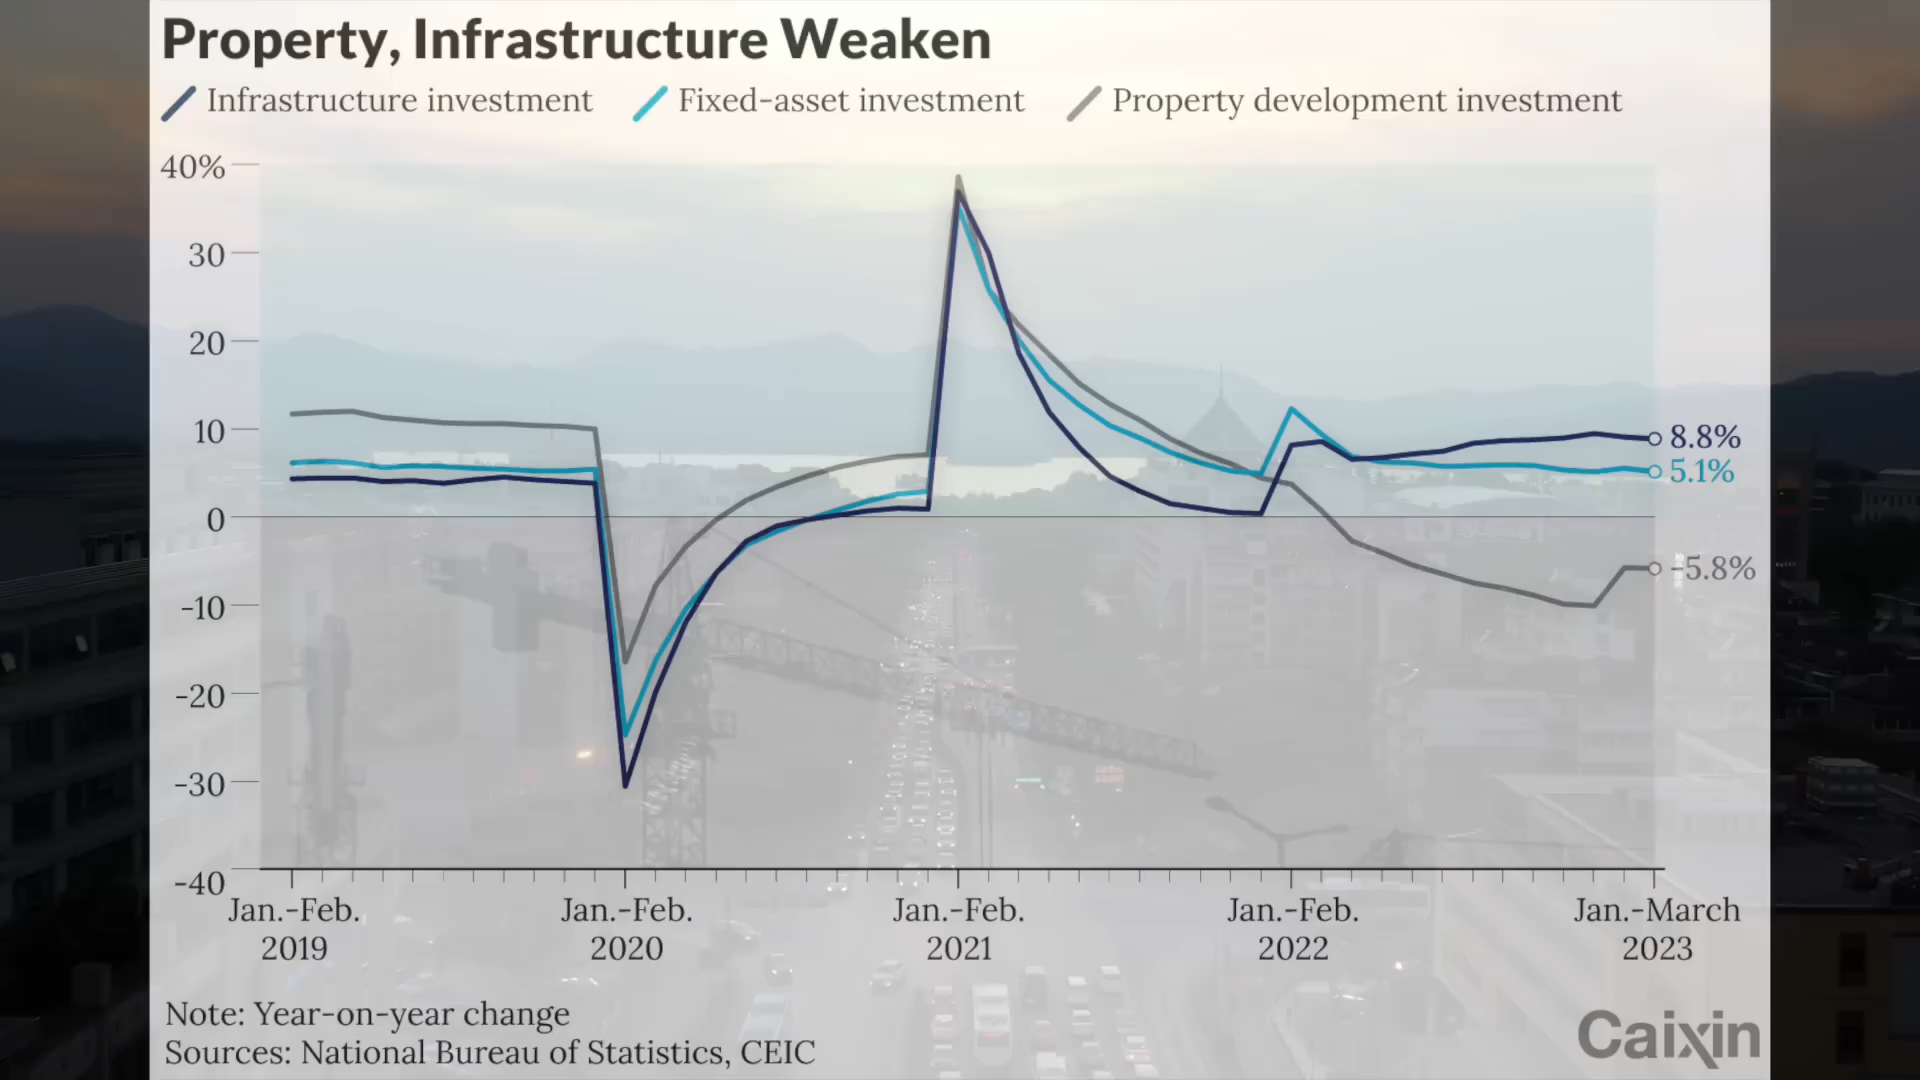 Property, Infrastructure Weaken
Infrastructure investment Fixed-asset investment Property development investment
40%
30
20
10
0
-10
-20
-30
-40
8.8%
5.1%
-5.8%
Jan.-Feb. Jan.-Feb. Jan.-Feb. Jan.-Feb. Jan.-March
2019 2020 2021 2022 2023
Note: Year-on-year change
Sources: National Bureau of Statistics, CEIC
Caixin